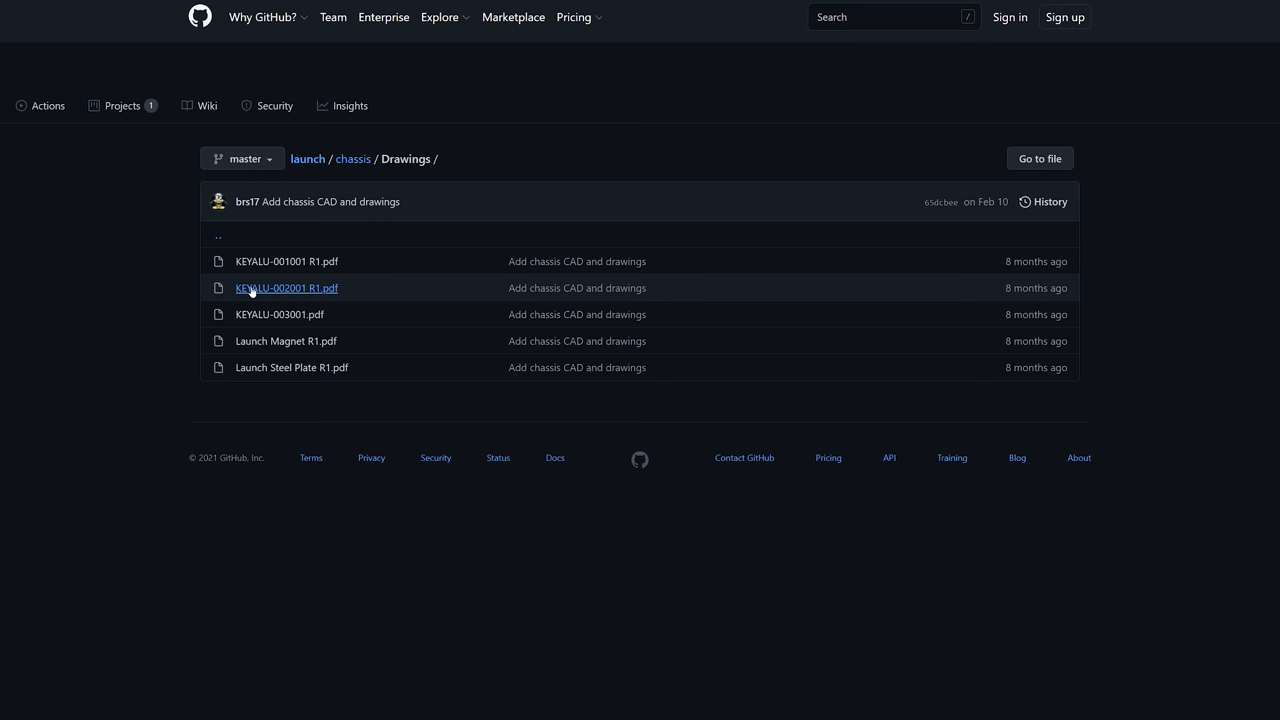 Why GitHub? Team Enterprise Explore Marketplace Pricing Search / Sign in Sign up
Actions Projects 1 Wiki Security Insights
master launch / chassis / Drawings / Go to file
brs17 Add chassis CAD and drawings 65dcbee on Feb 10 History
..
KEYALU-001001 R1.pdf Add chassis CAD and drawings 8 months ago
KEYALU-002001 R1.pdf Add chassis CAD and drawings 8 months ago
KEYALU-003001.pdf Add chassis CAD and drawings 8 months ago
Launch Magnet R1.pdf Add chassis CAD and drawings 8 months ago
Launch Steel Plate R1.pdf Add chassis CAD and drawings 8 months ago
© 2021 GitHub, Inc. Terms Privacy Security Status Docs Contact GitHub Pricing API Training Blog About